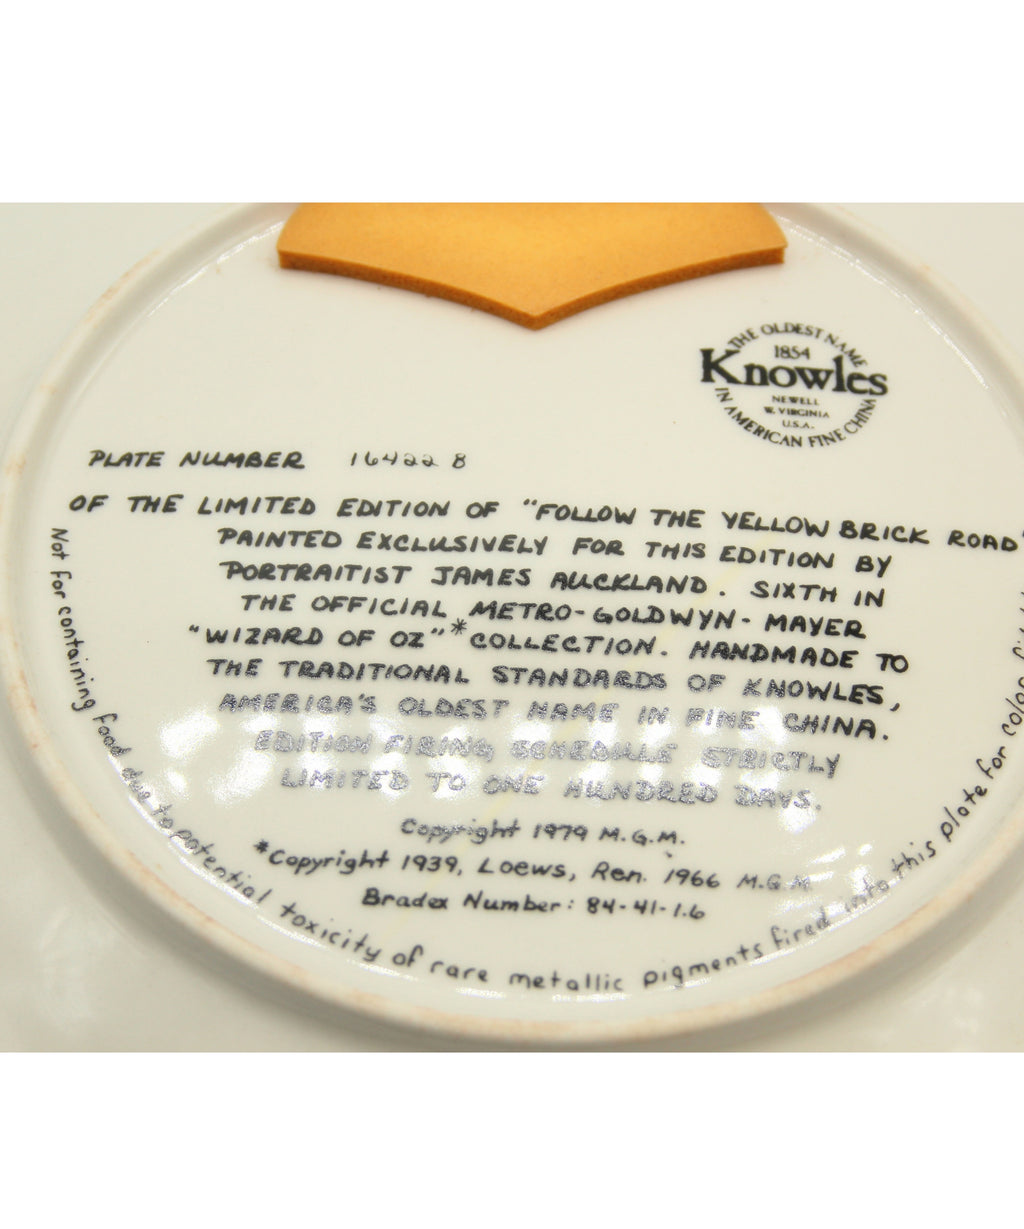 THE OLDEST NAME
1854
Knowles
NEWELL
W. VIRGINIA
U.S.A.
IN AMERICAN FINE CHINA
PLATE NUMBER 16422 B
OF THE LIMITED EDITION OF "FOLLOW THE YELLOW BRICK ROAD"
PAINTED EXCLUSIVELY FOR THIS EDITION BY
PORTRAITIST JAMES AUCKLAND. SIXTH IN
THE OFFICIAL METRO-GOLDWYN-MAYER
"WIZARD OF OZ"* COLLECTION. HANDMADE TO
THE TRADITIONAL STANDARDS OF KNOWLES,
AMERICA'S OLDEST NAME IN FINE CHINA.
EDITION FIRING SCHEDULE STRICTLY
LIMITED TO ONE HUNDRED DAYS.
Copyright 1979 M.G.M.
*Copyright 1939, Loews, Ren. 1966 M.G.M
Bradex Number: 84-41-1.6
Not for containing food due to potential toxicity of rare metallic pigments fired into this plate for color